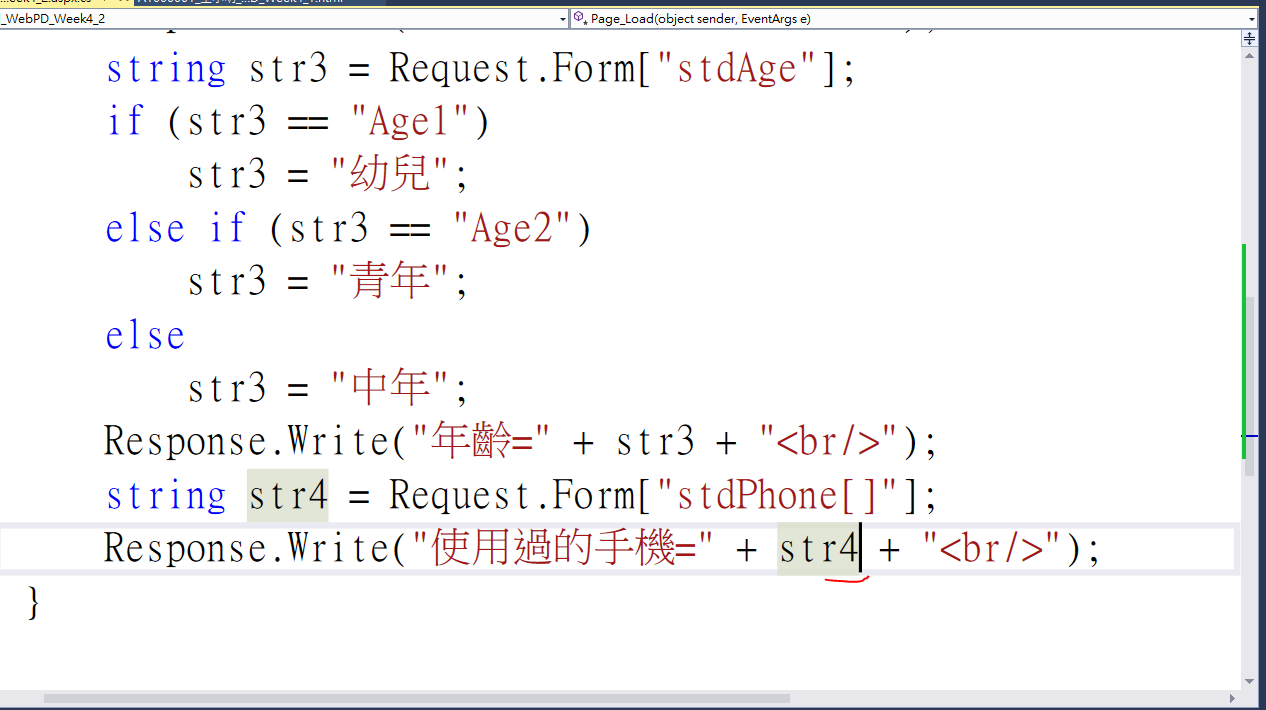 _WebPD_Week4_2
Page_Load(object sender, EventArgs e)
string str3 = Request.Form["stdAge"];
if (str3 == "Age1")
str3 = "幼兒";
else if (str3 == "Age2")
str3 = "青年";
else
str3 = "中年";
Response.Write("年齡=" + str3 + "<br/>");
string str4 = Request.Form["stdPhone[]"];
Response.Write("使用過的手機=" + str4 + "<br/>");
}